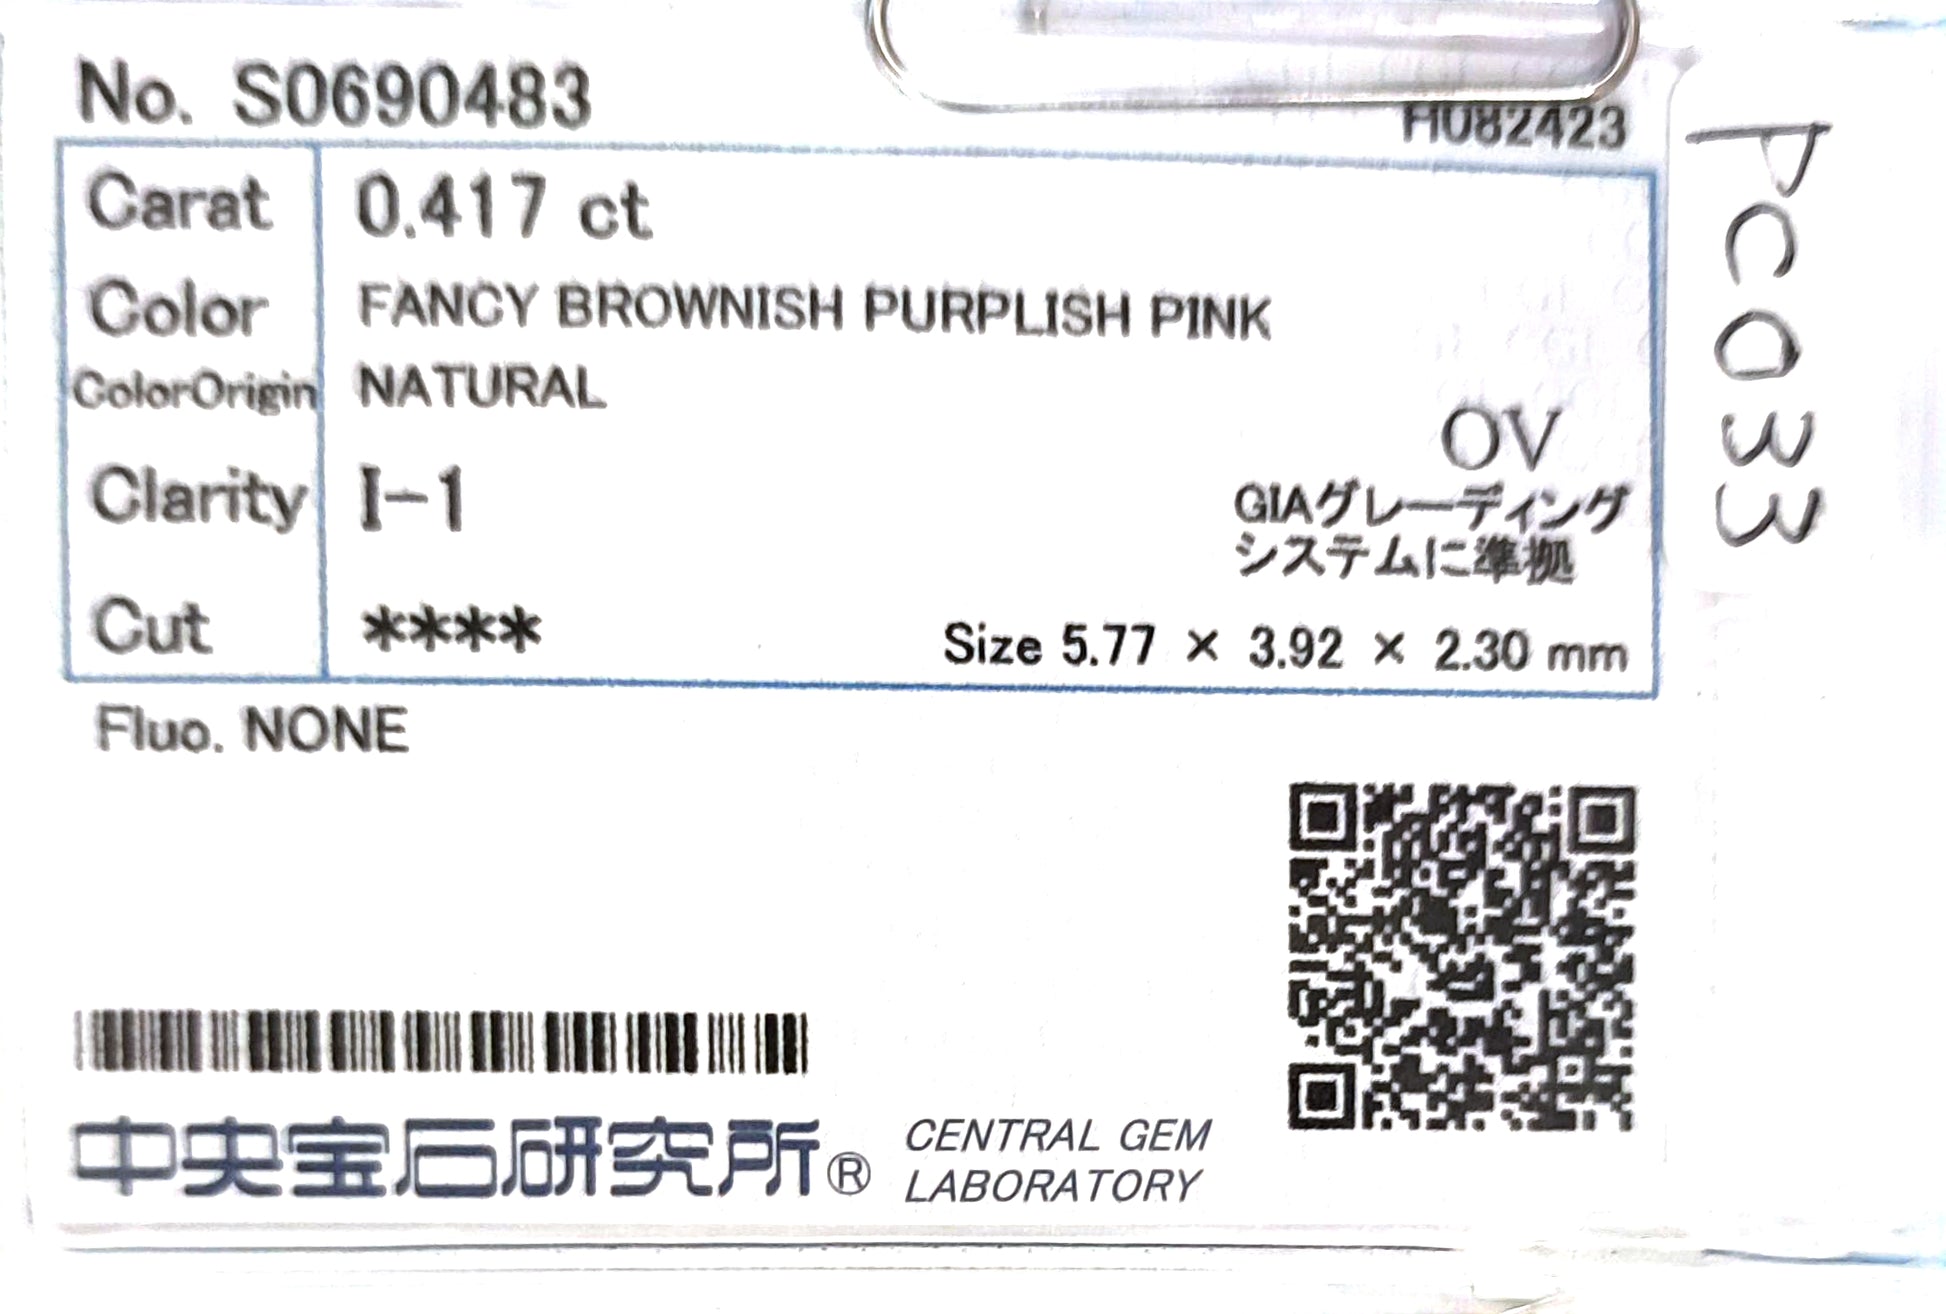 No. S0690483
H082423
Carat 0.417 ct
Color FANCY BROWNISH PURPLISH PINK
ColorOrigin NATURAL
OV
Clarity I-1
GIAグレーディング
システムに準拠
Cut ****
Size 5.77 × 3.92 × 2.30 mm
Fluo. NONE
中央宝石研究所®
CENTRAL GEM
LABORATORY
PC033